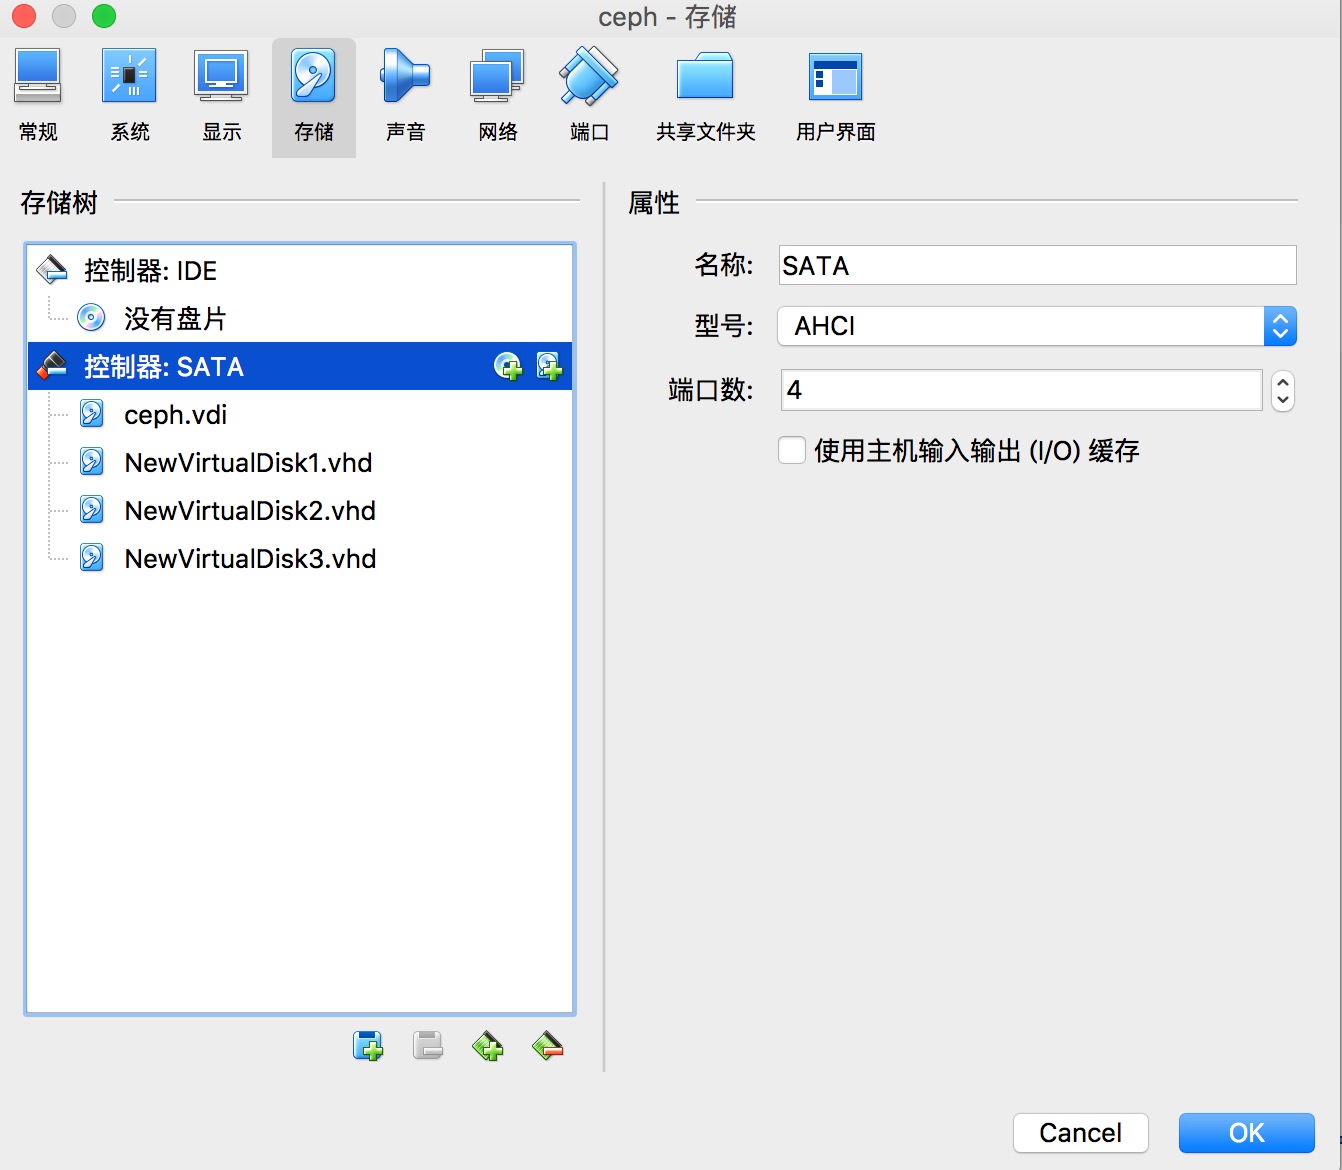 ceph - 存储
常规 系统 显示 存储 声音 网络 端口 共享文件夹 用户界面
存储树
控制器: IDE
没有盘片
控制器: SATA
ceph.vdi
NewVirtualDisk1.vhd
NewVirtualDisk2.vhd
NewVirtualDisk3.vhd
属性
名称: SATA
型号: AHCI
端口数: 4
使用主机输入输出 (I/O) 缓存
Cancel OK